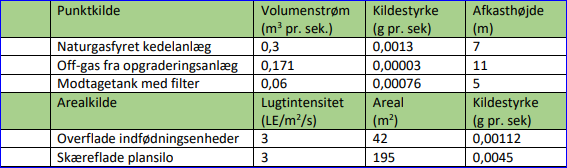 Punktkilde Volumenstrøm (m³ pr. sek.) Kildestyrke (g pr. sek) Afkasthøjde (m)
Naturgasfyret kedelanlæg 0,3 0,0013 7
Off-gas fra opgraderingsanlæg 0,171 0,00003 11
Modtagetank med filter 0,06 0,00076 5
Arealkilde Lugtintensitet (LE/m²/s) Areal (m²) Kildestyrke (g pr. sek)
Overflade indfødningsenheder 3 42 0,00112
Skæreflade plansilo 3 195 0,0045